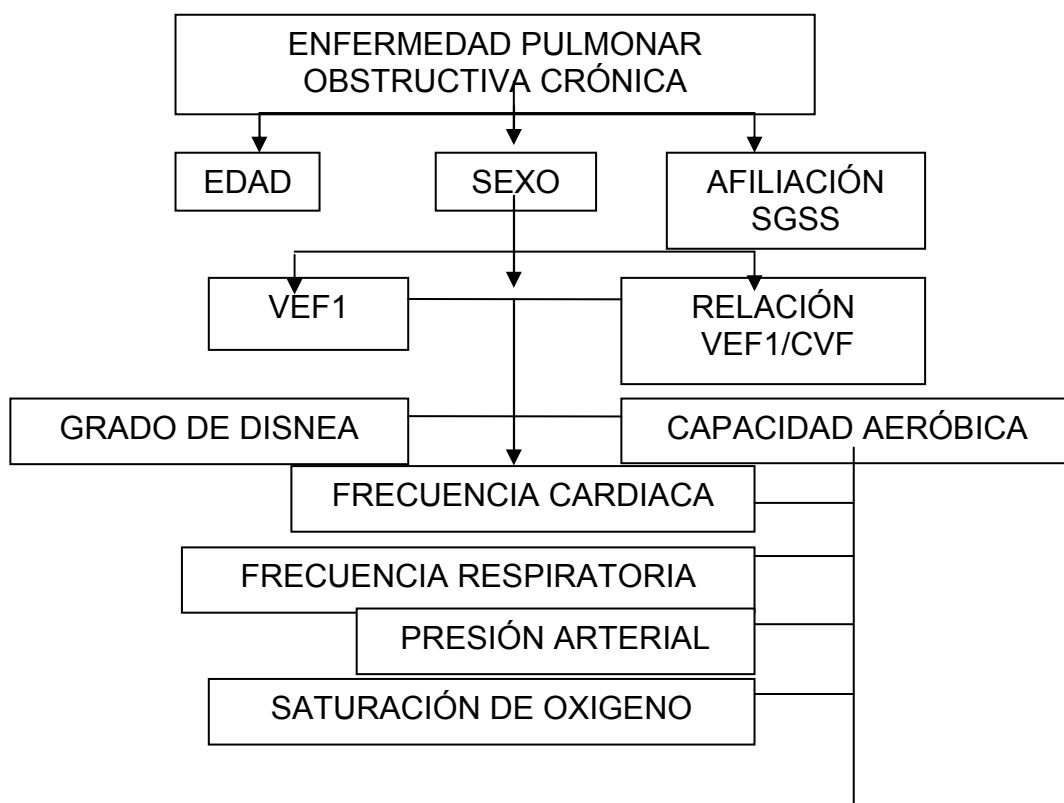 ENFERMEDAD PULMONAR
OBSTRUCTIVA CRÓNICA
EDAD
SEXO
AFILIACIÓN
SGSS
VEF1
RELACIÓN
VEF1/CVF
GRADO DE DISNEA
CAPACIDAD AERÓBICA
FRECUENCIA CARDIACA
FRECUENCIA RESPIRATORIA
PRESIÓN ARTERIAL
SATURACIÓN DE OXIGENO